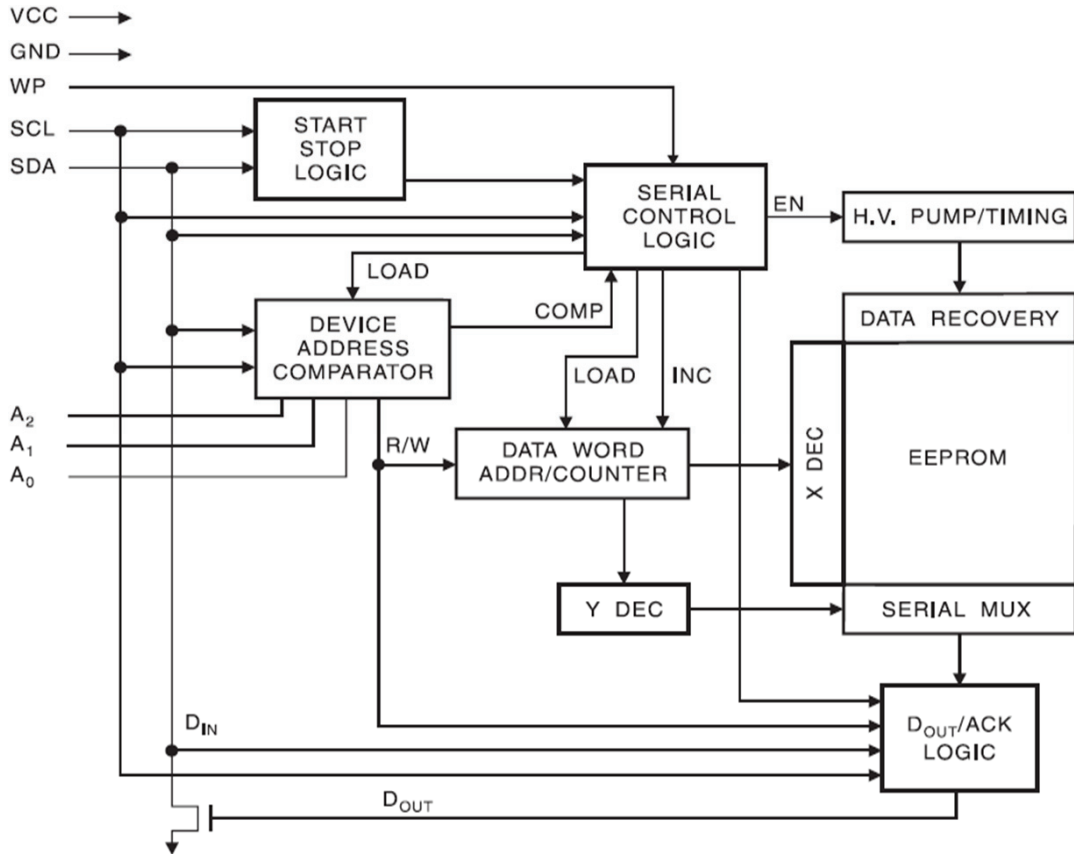 VCC
GND
WP
SCL
SDA
START
STOP
LOGIC
SERIAL
CONTROL
LOGIC
EN
H.V. PUMP/TIMING
LOAD
COMP
DEVICE
ADDRESS
COMPARATOR
DATA RECOVERY
LOAD
INC
A2
A1
A0
R/W
DATA WORD
ADDR/COUNTER
X DEC
EEPROM
Y DEC
SERIAL MUX
DIN
DOUT/ACK
LOGIC
DOUT